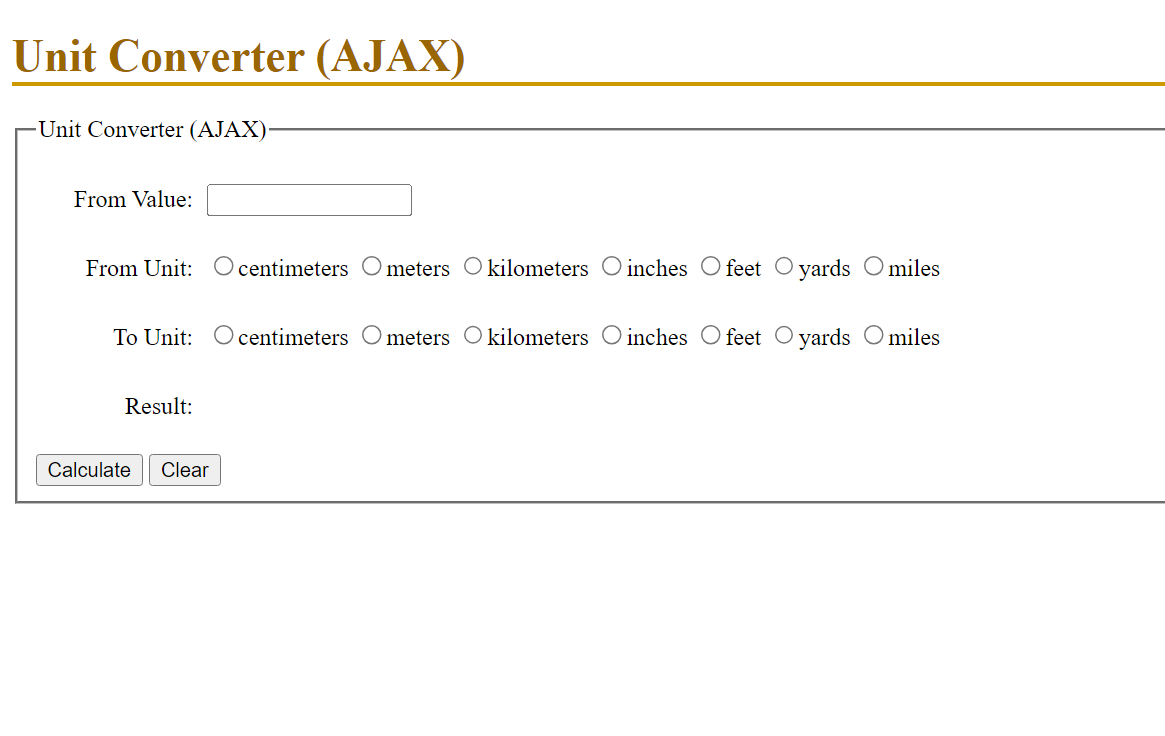 Unit Converter (AJAX)
Unit Converter (AJAX)
From Value:
From Unit: centimeters meters kilometers inches feet yards miles
To Unit: centimeters meters kilometers inches feet yards miles
Result:
Calculate Clear